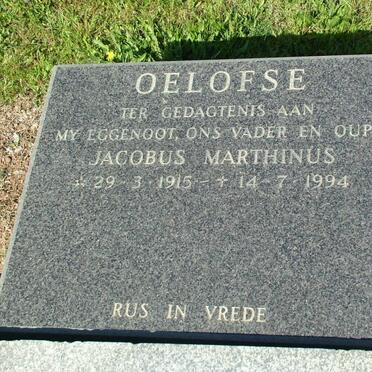 OELOFSE
TER GEDAGTENIS AAN
MY EGGENOOT, ONS VADER EN OUP
JACOBUS MARTHINUS
* 29-3-1915 - † 14-7-1994
RUS IN VREDE